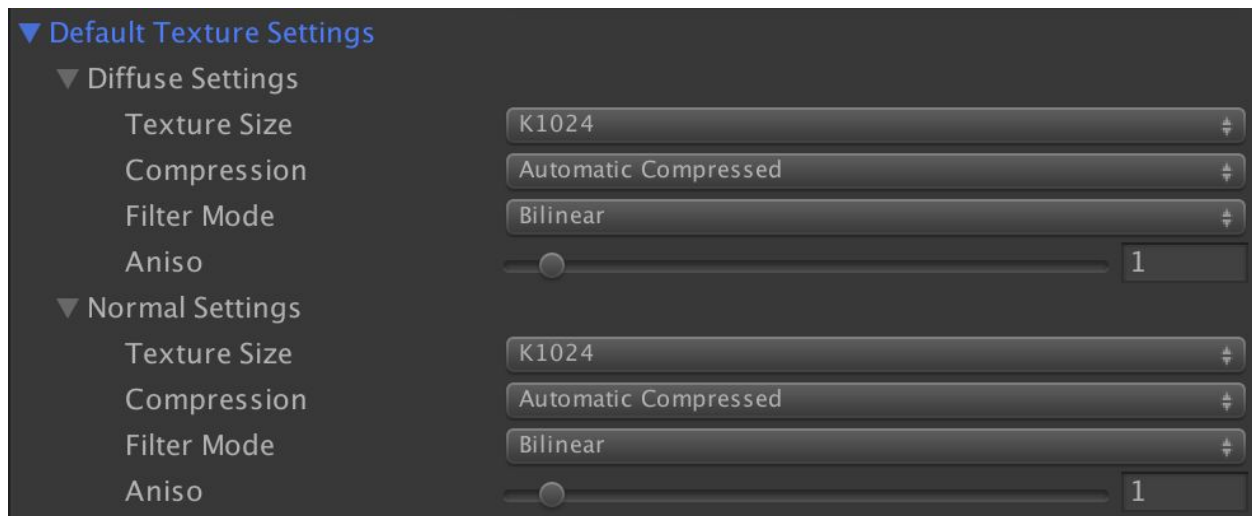 Default Texture Settings
Diffuse Settings
Texture Size K1024
Compression Automatic Compressed
Filter Mode Bilinear
Aniso 1
Normal Settings
Texture Size K1024
Compression Automatic Compressed
Filter Mode Bilinear
Aniso 1